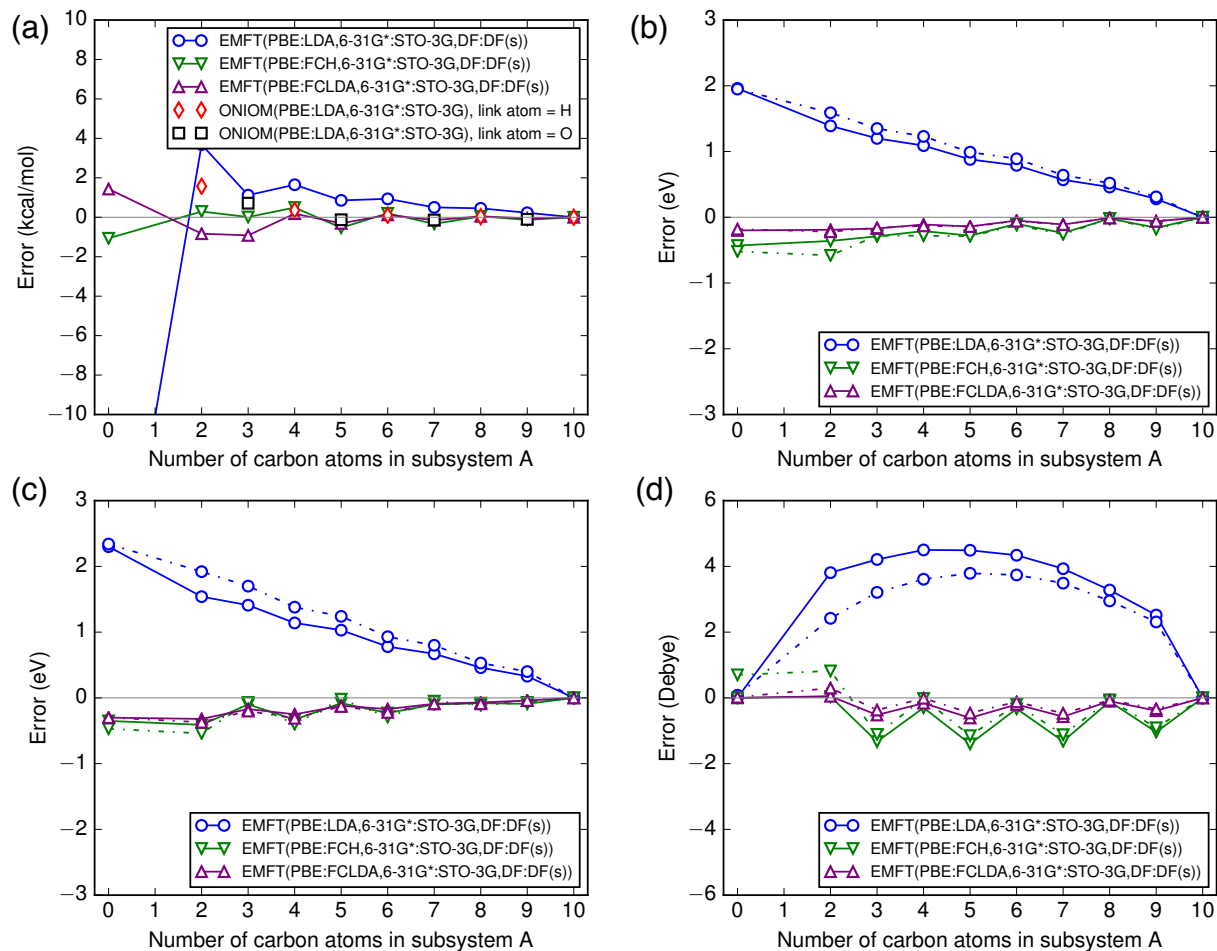 (a)
10
8
6
4
2
0
−2
−4
−6
−8
−10
Error (kcal/mol)
EMFT(PBE:LDA,6-31G*:STO-3G,DF:DF(s))
EMFT(PBE:FCH,6-31G*:STO-3G,DF:DF(s))
EMFT(PBE:FCLDA,6-31G*:STO-3G,DF:DF(s))
ONIOM(PBE:LDA,6-31G*:STO-3G), link atom = H
ONIOM(PBE:LDA,6-31G*:STO-3G), link atom = O
0 1 2 3 4 5 6 7 8 9 10
Number of carbon atoms in subsystem A
(b)
3
2
1
0
−1
−2
−3
Error (eV)
EMFT(PBE:LDA,6-31G*:STO-3G,DF:DF(s))
EMFT(PBE:FCH,6-31G*:STO-3G,DF:DF(s))
EMFT(PBE:FCLDA,6-31G*:STO-3G,DF:DF(s))
0 1 2 3 4 5 6 7 8 9 10
Number of carbon atoms in subsystem A
(c)
3
2
1
0
−1
−2
−3
Error (eV)
EMFT(PBE:LDA,6-31G*:STO-3G,DF:DF(s))
EMFT(PBE:FCH,6-31G*:STO-3G,DF:DF(s))
EMFT(PBE:FCLDA,6-31G*:STO-3G,DF:DF(s))
0 1 2 3 4 5 6 7 8 9 10
Number of carbon atoms in subsystem A
(d)
6
4
2
0
−2
−4
−6
Error (Debye)
EMFT(PBE:LDA,6-31G*:STO-3G,DF:DF(s))
EMFT(PBE:FCH,6-31G*:STO-3G,DF:DF(s))
EMFT(PBE:FCLDA,6-31G*:STO-3G,DF:DF(s))
0 1 2 3 4 5 6 7 8 9 10
Number of carbon atoms in subsystem A